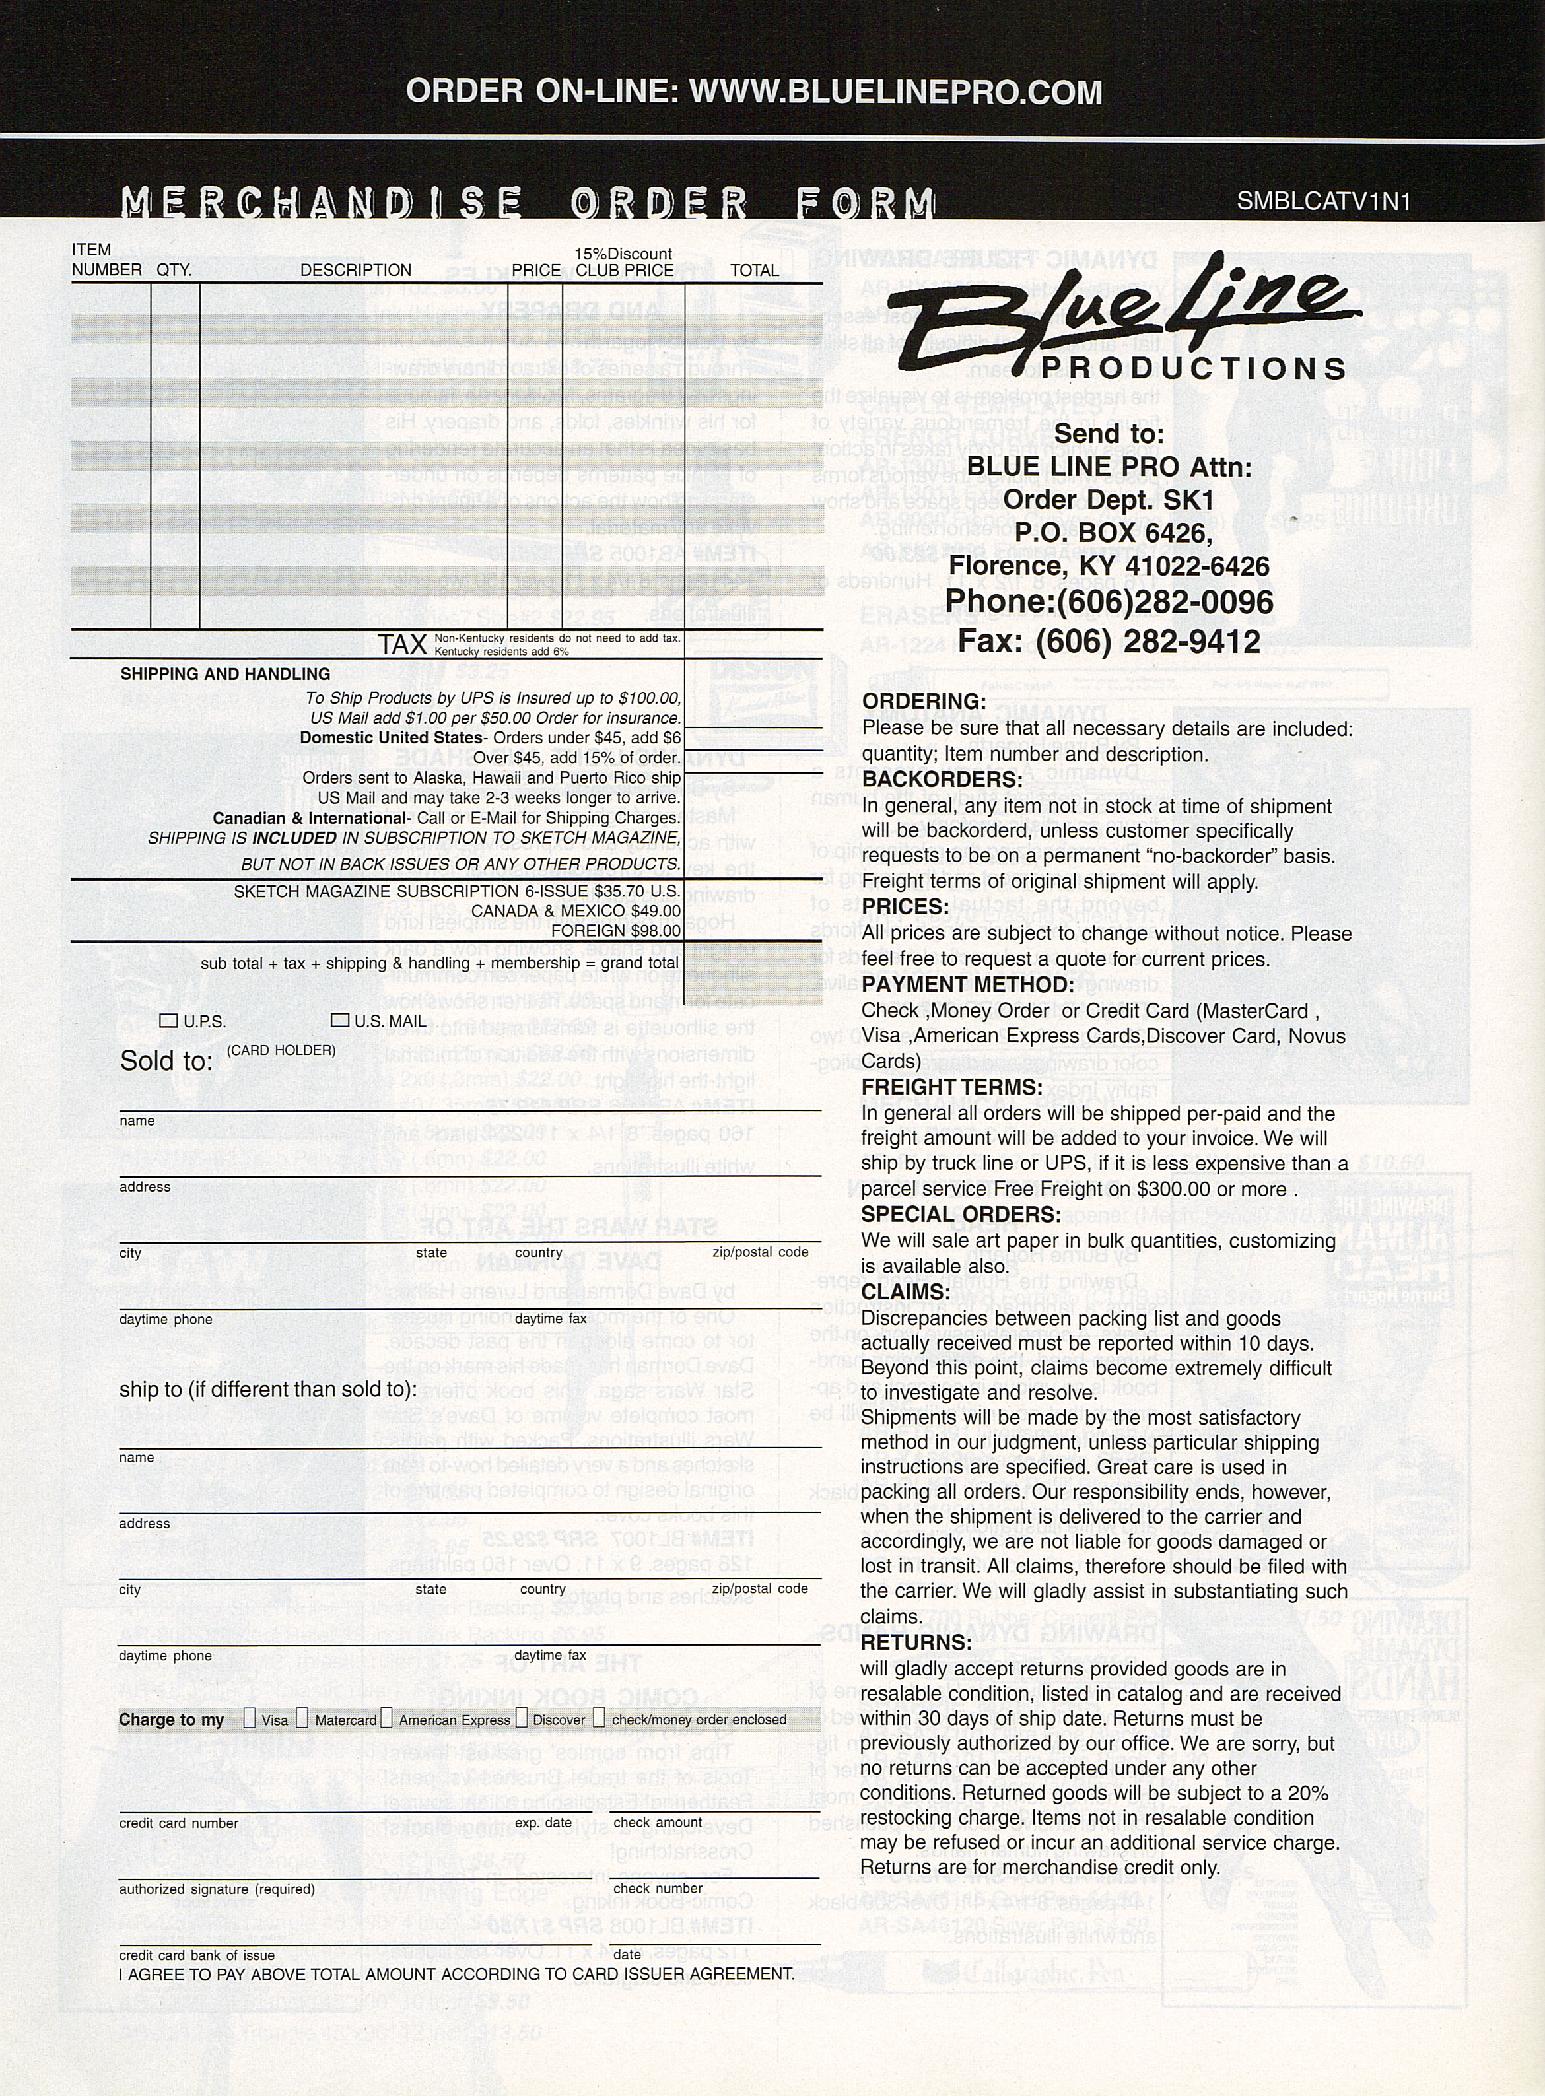 ORDER ON-LINE: WWW.BLUELINEPRO.COM
MERCHANDISE ORDER FORM
SMBLCATV1N1
ITEM NUMBER QTY. DESCRIPTION PRICE 15%Discount CLUB PRICE TOTAL
TAX Non-Kentucky residents do not need to add tax.
Kentucky residents add 6%
SHIPPING AND HANDLING
To Ship Products by UPS is Insured up to $100.00,
US Mail add $1.00 per $50.00 Order for insurance.
Domestic United States- Orders under $45, add $6
Over $45, add 15% of order.
Orders sent to Alaska, Hawaii and Puerto Rico ship
US Mail and may take 2-3 weeks longer to arrive.
Canadian & International- Call or E-Mail for Shipping Charges.
SHIPPING IS INCLUDED IN SUBSCRIPTION TO SKETCH MAGAZINE,
BUT NOT IN BACK ISSUES OR ANY OTHER PRODUCTS.
SKETCH MAGAZINE SUBSCRIPTION 6-ISSUE $35.70 U.S.
CANADA & MEXICO $49.00
FOREIGN $98.00
sub total + tax + shipping & handling + membership = grand total
U.P.S. U.S. MAIL
Sold to: (CARD HOLDER)
name
address
city state country zip/postal code
daytime phone daytime fax
ship to (if different than sold to):
name
address
city state country zip/postal code
daytime phone daytime fax
Charge to my Visa Matercard American Express Discover check/money order enclosed
credit card number exp. date check amount
authorized signature (required) check number
credit card bank of issue date
I AGREE TO PAY ABOVE TOTAL AMOUNT ACCORDING TO CARD ISSUER AGREEMENT.
Blue Line
PRODUCTIONS
Send to:
BLUE LINE PRO Attn:
Order Dept. SK1
P.O. BOX 6426,
Florence, KY 41022-6426
Phone:(606)282-0096
Fax: (606) 282-9412
ORDERING:
Please be sure that all necessary details are included:
quantity; Item number and description.
BACKORDERS:
In general, any item not in stock at time of shipment
will be backorderd, unless customer specifically
requests to be on a permanent “no-backorder” basis.
Freight terms of original shipment will apply.
PRICES:
All prices are subject to change without notice. Please
feel free to request a quote for current prices.
PAYMENT METHOD:
Check ,Money Order or Credit Card (MasterCard ,
Visa ,American Express Cards,Discover Card, Novus
Cards)
FREIGHT TERMS:
In general all orders will be shipped per-paid and the
freight amount will be added to your invoice. We will
ship by truck line or UPS, if it is less expensive than a
parcel service Free Freight on $300.00 or more .
SPECIAL ORDERS:
We will sale art paper in bulk quantities, customizing
is available also.
CLAIMS:
Discrepancies between packing list and goods
actually received must be reported within 10 days.
Beyond this point, claims become extremely difficult
to investigate and resolve.
Shipments will be made by the most satisfactory
method in our judgment, unless particular shipping
instructions are specified. Great care is used in
packing all orders. Our responsibility ends, however,
when the shipment is delivered to the carrier and
accordingly, we are not liable for goods damaged or
lost in transit. All claims, therefore should be filed with
the carrier. We will gladly assist in substantiating such
claims.
RETURNS:
will gladly accept returns provided goods are in
resalable condition, listed in catalog and are received
within 30 days of ship date. Returns must be
previously authorized by our office. We are sorry, but
no returns can be accepted under any other
conditions. Returned goods will be subject to a 20%
restocking charge. Items not in resalable condition
may be refused or incur an additional service charge.
Returns are for merchandise credit only.